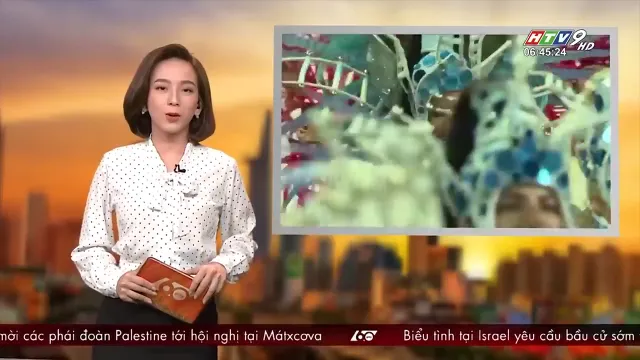 HTV9 HD
06:45:24
mời các phái đoàn Palestine tới hội nghị tại Mátxcơva 60 Biểu tình tại Israel yêu cầu bầu cử sớm